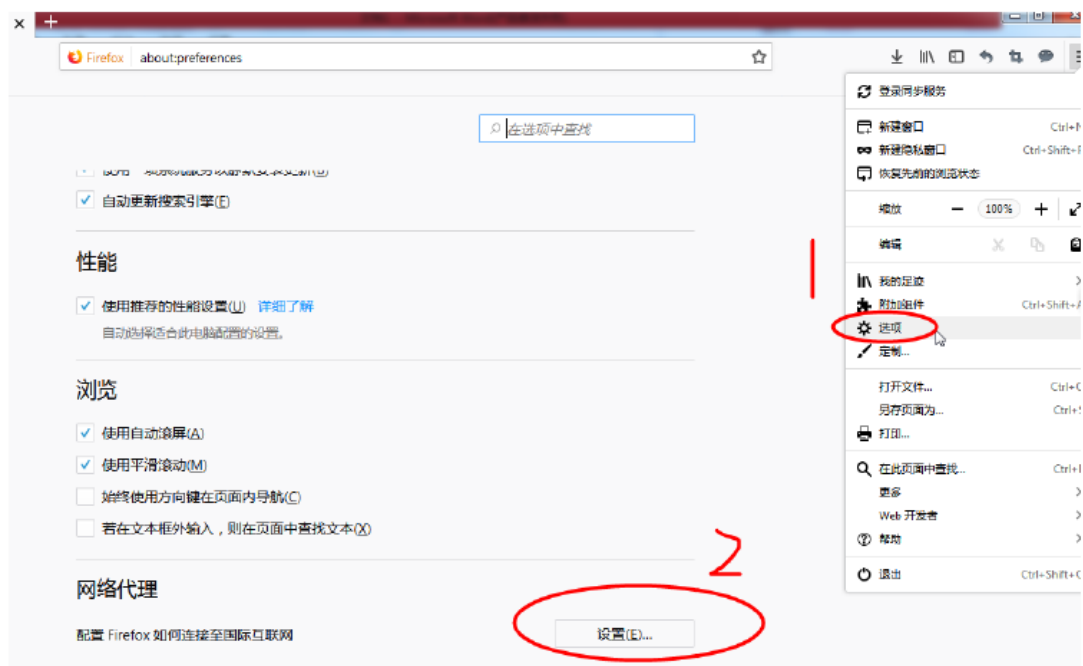 Firefox about:preferences
在选项中查找
自动更新搜索引擎(E)
性能
使用推荐的性能设置(U) 详细了解
自动选择适合此电脑配置的设置。
浏览
使用自动滚屏(A)
使用平滑滚动(M)
始终使用方向键在页面内导航(C)
若在文本框外输入，则在页面中查找文本(X)
网络代理
配置 Firefox 如何连接至国际互联网
设置(E)...
1
2
登录同步服务
新建窗口 Ctrl+N
新建隐私窗口 Ctrl+Shift+P
恢复先前的浏览状态
缩放 100%
编辑
我的足迹
附加组件 Ctrl+Shift+A
选项
定制...
打开文件... Ctrl+O
另存页面为... Ctrl+S
打印...
在此页面中查找... Ctrl+F
更多
Web 开发者
帮助
退出 Ctrl+Shift+Q